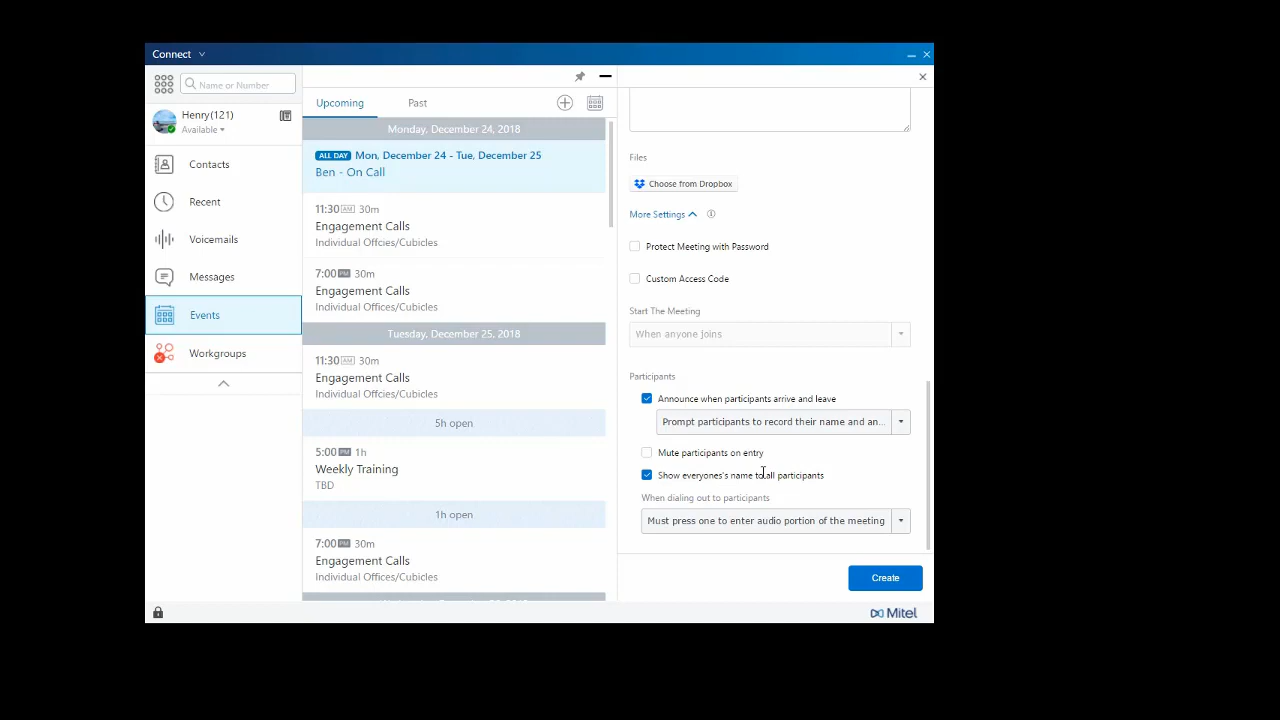 Connect
Name or Number
Henry(121)
Available
Contacts
Recent
Voicemails
Messages
Events
Workgroups
Upcoming
Past
Monday, December 24, 2018
ALL DAY Mon, December 24 - Tue, December 25
Ben - On Call
11:30 AM 30m
Engagement Calls
Individual Offcies/Cubicles
7:00 PM 30m
Engagement Calls
Individual Offices/Cubicles
Tuesday, December 25, 2018
11:30 AM 30m
Engagement Calls
Individual Offcies/Cubicles
5h open
5:00 PM 1h
Weekly Training
TBD
1h open
7:00 PM 30m
Engagement Calls
Individual Offices/Cubicles
Files
Choose from Dropbox
More Settings
Protect Meeting with Password
Custom Access Code
Start The Meeting
When anyone Joins
Participants
Announce when participants arrive and leave
Prompt participants to record their name and an...
Mute participants on entry
Show everyones's name to all participants
When dialing out to participants
Must press one to enter audio portion of the meeting
Create
Mitel